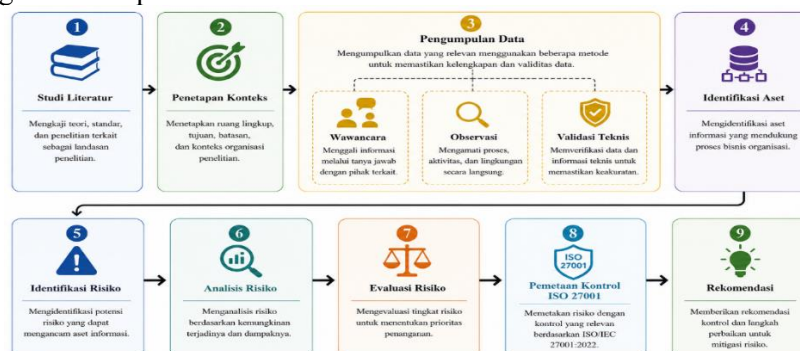 1
Studi Literatur
Mengkaji teori, standar,
dan penelitian terkait
sebagai landasan
penelitian.
2
Penetapan Konteks
Menetapkan ruang lingkup,
tujuan, batasan,
dan konteks organisasi
penelitian.
3
Pengumpulan Data
Mengumpulkan data yang relevan menggunakan beberapa metode
untuk memastikan kelengkapan dan validitas data.
Wawancara
Menggali informasi
melalui tanya jawab
dengan pihak terkait.
Observasi
Mengamati proses,
aktivitas, dan lingkungan
secara langsung.
Validasi Teknis
Memverifikasi data dan
informasi teknis untuk
memastikan keakuratan.
4
Identifikasi Aset
Mengidentifikasi aset
informasi yang mendukung
proses bisnis organisasi.
5
Identifikasi Risiko
Mengidentifikasi potensi
risiko yang dapat
mengancam aset informasi.
6
Analisis Risiko
Menganalisis risiko
berdasarkan kemungkinan
terjadinya dan dampaknya.
7
Evaluasi Risiko
Mengevaluasi tingkat risiko
untuk menentukan prioritas
penanganan.
8
ISO
27001
Pemetaan Kontrol
ISO 27001
Memetakan risiko dengan
kontrol yang relevan
berdasarkan ISO/IEC
27001:2022.
9
Rekomendasi
Memberikan rekomendasi
kontrol dan langkah
perbaikan untuk
mitigasi risiko.